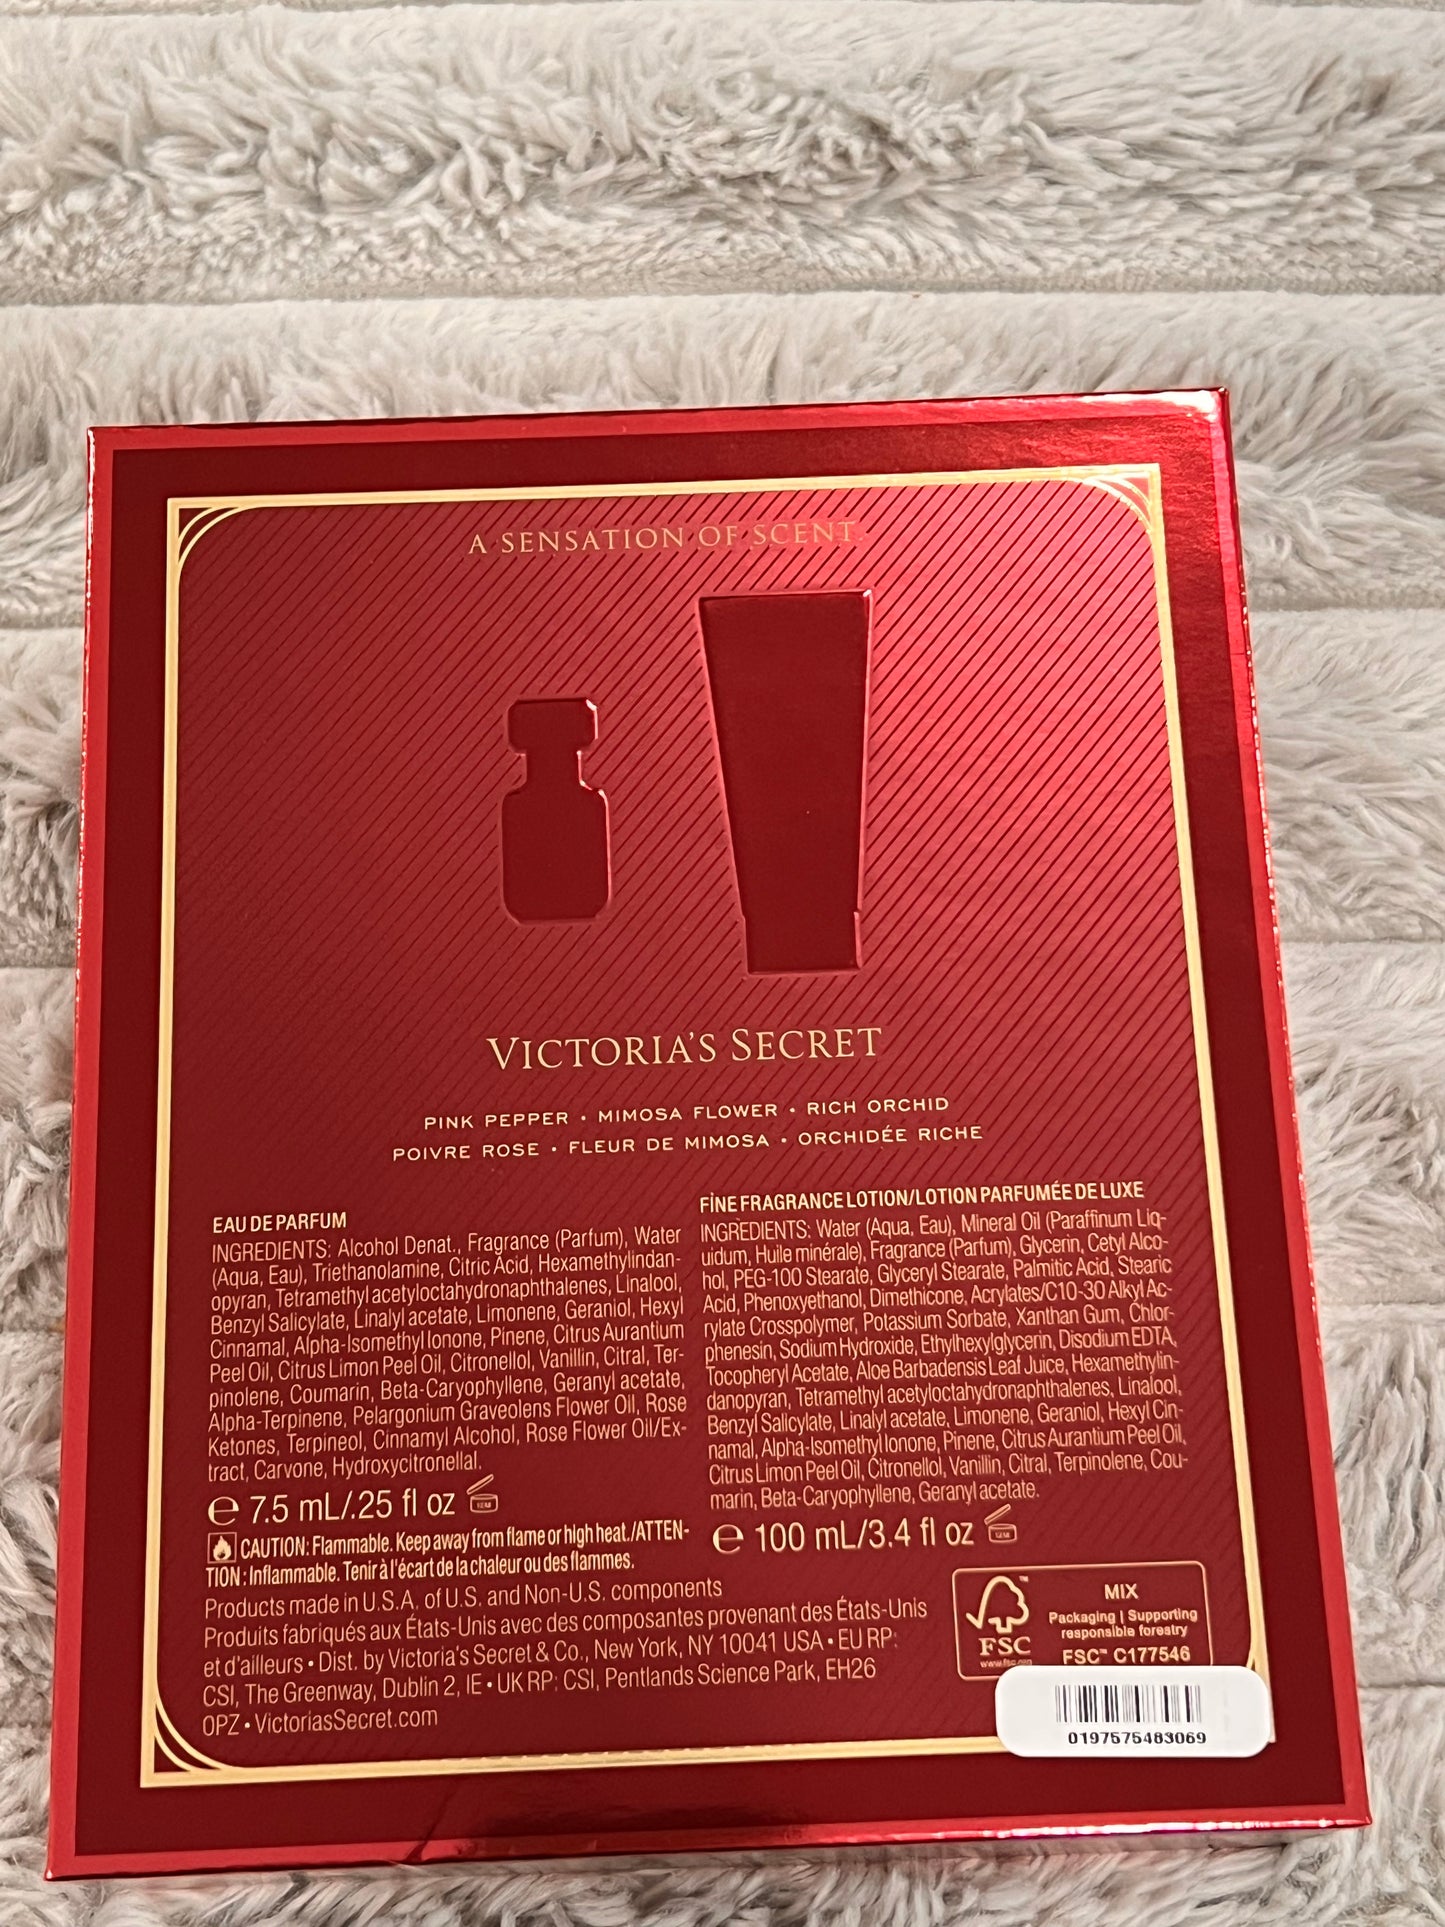 A SENSATION OF SCENT.
VICTORIA'S SECRET
PINK PEPPER • MIMOSA FLOWER • RICH ORCHID
POIVRE ROSE • FLEUR DE MIMOSA • ORCHIDÉE RICHE
EAU DE PARFUM
INGREDIENTS: Alcohol Denat., Fragrance (Parfum), Water
(Aqua, Eau), Triethanolamine, Citric Acid, Hexamethylindan-
opyran, Tetramethyl acetyloctahydronaphthalenes, Linalool,
Benzyl Salicylate, Linalyl acetate, Limonene, Geraniol, Hexyl
Cinnamal, Alpha-Isomethyl Ionone, Pinene, Citrus Aurantium
Peel Oil, Citrus Limon Peel Oil, Citronellol, Vanillin, Citral, Ter-
pinolene, Coumarin, Beta-Caryophyllene, Geranyl acetate,
Alpha-Terpinene, Pelargonium Graveolens Flower Oil, Rose
Ketones, Terpineol, Cinnamyl Alcohol, Rose Flower Oil/Ex-
tract, Carvone, Hydroxycitronellal.
℮ 7.5 mL/.25 fl oz
CAUTION: Flammable. Keep away from flame or high heat./ATTEN-
TION : Inflammable. Tenir à l'écart de la chaleur ou des flammes.
FINE FRAGRANCE LOTION/LOTION PARFUMÉE DE LUXE
INGREDIENTS: Water (Aqua, Eau), Mineral Oil (Paraffinum Liq-
uidum, Huile minérale), Fragrance (Parfum), Glycerin, Cetyl Alco-
hol, PEG-100 Stearate, Glyceryl Stearate, Palmitic Acid, Stearic
Acid, Phenoxyethanol, Dimethicone, Acrylates/C10-30 Alkyl Ac-
rylate Crosspolymer, Potassium Sorbate, Xanthan Gum, Chlor-
phenesin, Sodium Hydroxide, Ethylhexylglycerin, Disodium EDTA,
Tocopheryl Acetate, Aloe Barbadensis Leaf Juice, Hexamethylin-
danopyran, Tetramethyl acetyloctahydronaphthalenes, Linalool,
Benzyl Salicylate, Linalyl acetate, Limonene, Geraniol, Hexyl Cin-
namal, Alpha-Isomethyl Ionone, Pinene, Citrus Aurantium Peel Oil,
Citrus Limon Peel Oil, Citronellol, Vanillin, Citral, Terpinolene, Cou-
marin, Beta-Caryophyllene, Geranyl acetate.
℮ 100 mL/3.4 fl oz
Products made in U.S.A. of U.S. and Non-U.S. components
Produits fabriqués aux États-Unis avec des composantes provenant des États-Unis
et d'ailleurs • Dist. by Victoria's Secret & Co., New York, NY 10041 USA • EU RP:
CSI, The Greenway, Dublin 2, IE • UK RP: CSI, Pentlands Science Park, EH26
0PZ • VictoriasSecret.com
FSC™
www.fsc.org
MIX
Packaging | Supporting
responsible forestry
FSC™ C177546
0197575483069